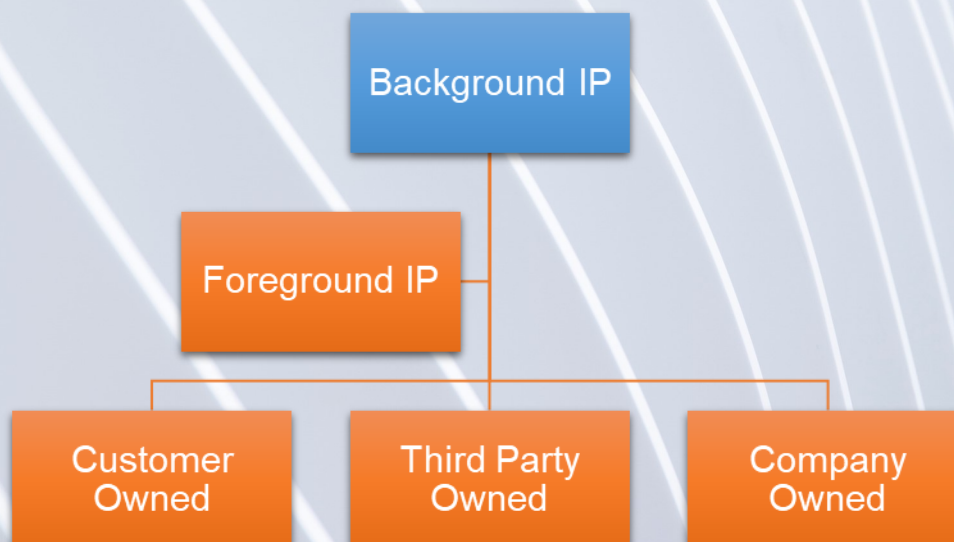 Background IP
Foreground IP
Customer
Owned
Third Party
Owned
Company
Owned